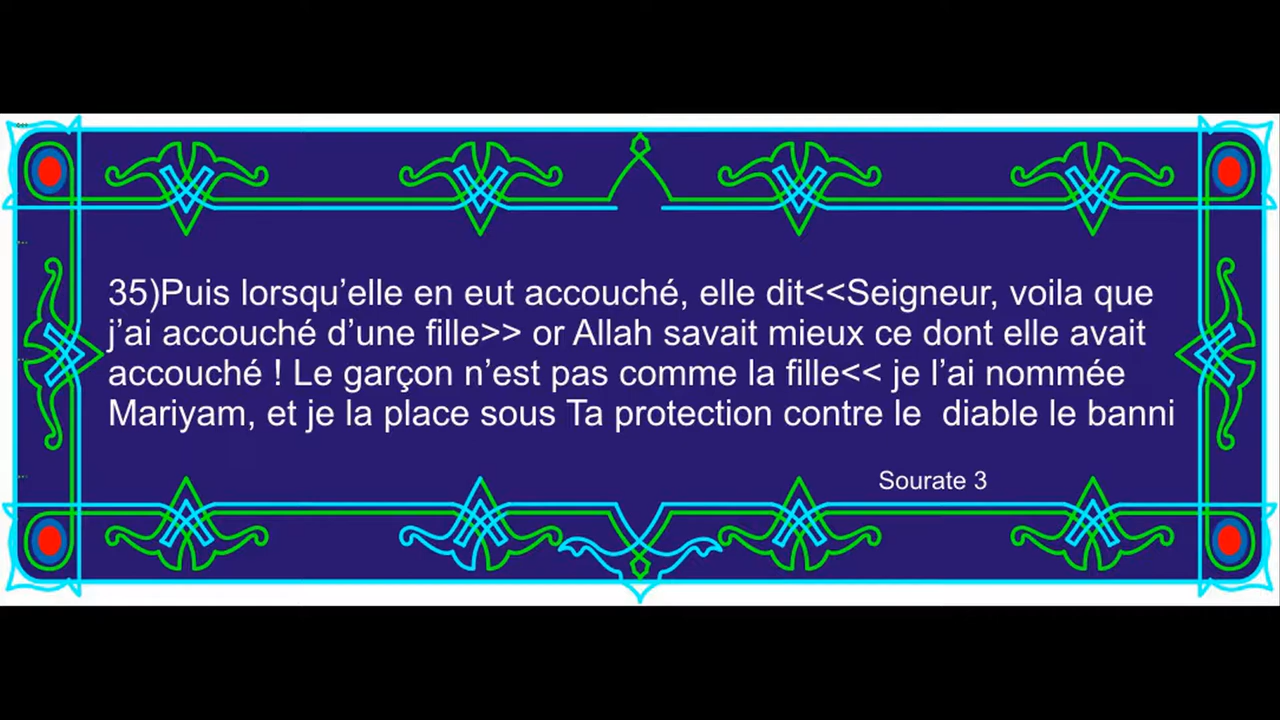 35)Puis lorsqu’elle en eut accouché, elle dit<<Seigneur, voila que
j’ai accouché d’une fille>> or Allah savait mieux ce dont elle avait
accouché ! Le garçon n’est pas comme la fille<< je l’ai nommée
Mariyam, et je la place sous Ta protection contre le  diable le banni
Sourate 3